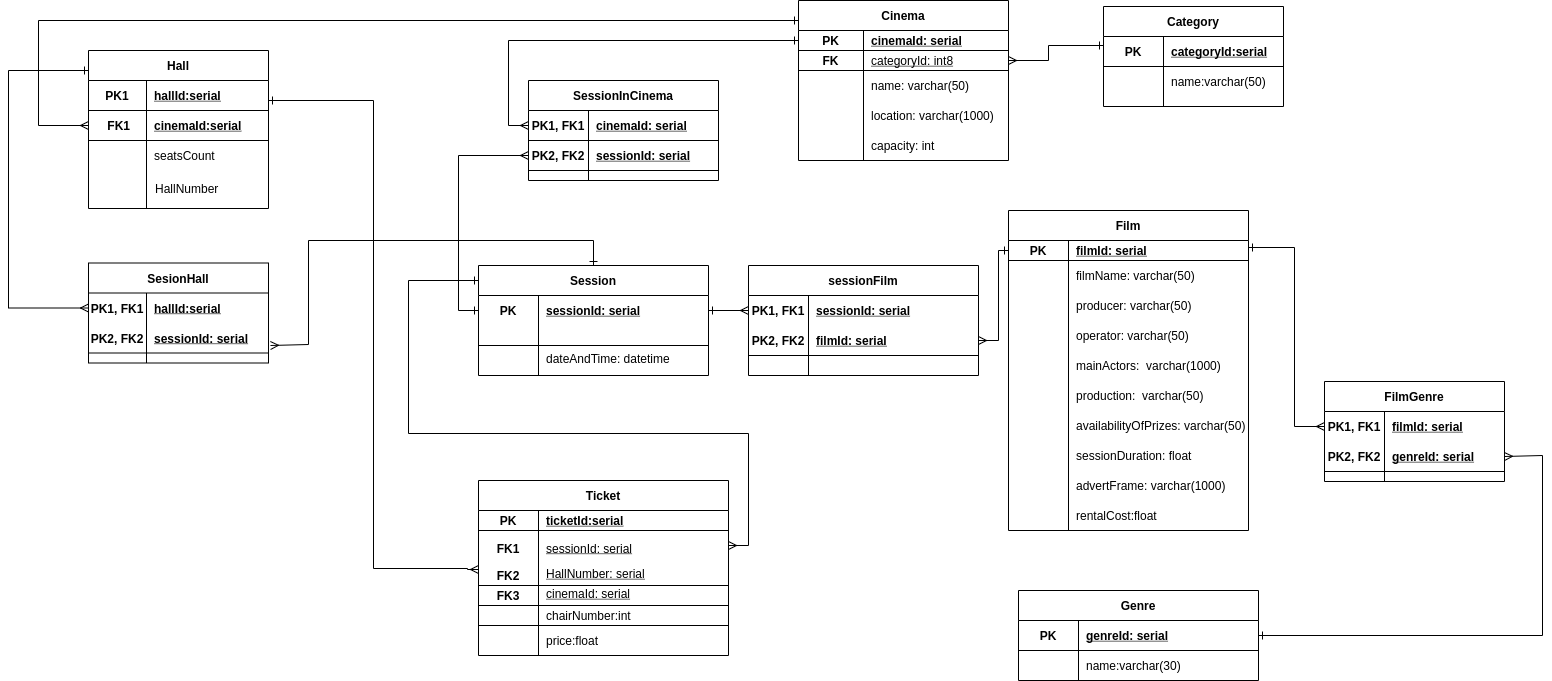 Cinema
PK cinemaId: serial
FK categoryId: int8
name: varchar(50)
location: varchar(1000)
capacity: int
Category
PK categoryId:serial
name:varchar(50)
Hall
PK1 hallId:serial
FK1 cinemaId:serial
seatsCount
HallNumber
SessionInCinema
PK1, FK1 cinemaId: serial
PK2, FK2 sessionId: serial
SesionHall
PK1, FK1 hallId:serial
PK2, FK2 sessionId: serial
Session
PK sessionId: serial
dateAndTime: datetime
sessionFilm
PK1, FK1 sessionId: serial
PK2, FK2 filmId: serial
Film
PK filmId: serial
filmName: varchar(50)
producer: varchar(50)
operator: varchar(50)
mainActors:  varchar(1000)
production:  varchar(50)
availabilityOfPrizes: varchar(50)
sessionDuration: float
advertFrame: varchar(1000)
rentalCost:float
FilmGenre
PK1, FK1 filmId: serial
PK2, FK2 genreId: serial
Ticket
PK ticketId:serial
FK1 sessionId: serial
FK2 HallNumber: serial
FK3 cinemaId: serial
chairNumber:int
price:float
Genre
PK genreId: serial
name:varchar(30)